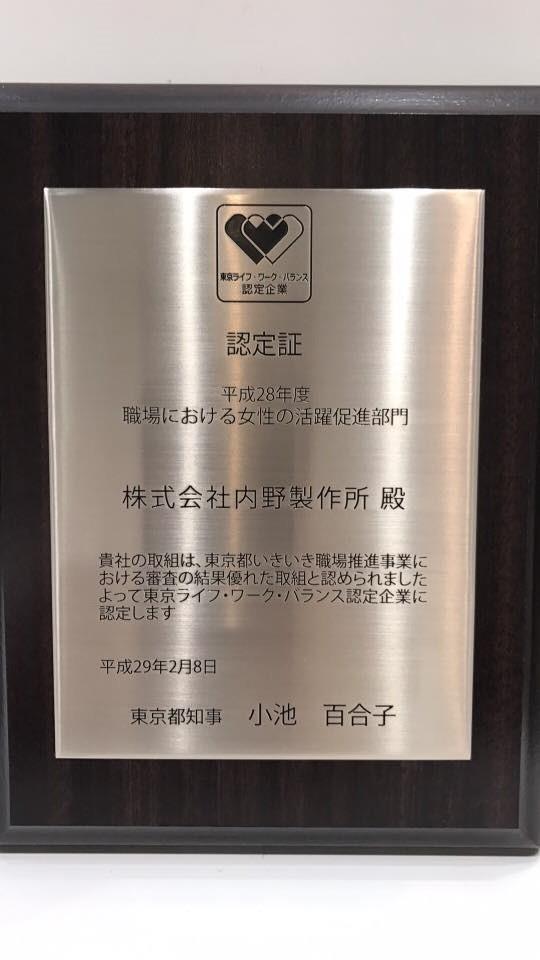 東京ライフ・ワーク・バランス
認定企業
認定証
平成28年度
職場における女性の活躍促進部門
株式会社内野製作所 殿
貴社の取組は、東京都いきいき職場推進事業に
おける審査の結果優れた取組と認められました
よって東京ライフ・ワーク・バランス認定企業に
認定します
平成29年2月8日
東京都知事 小池 百合子